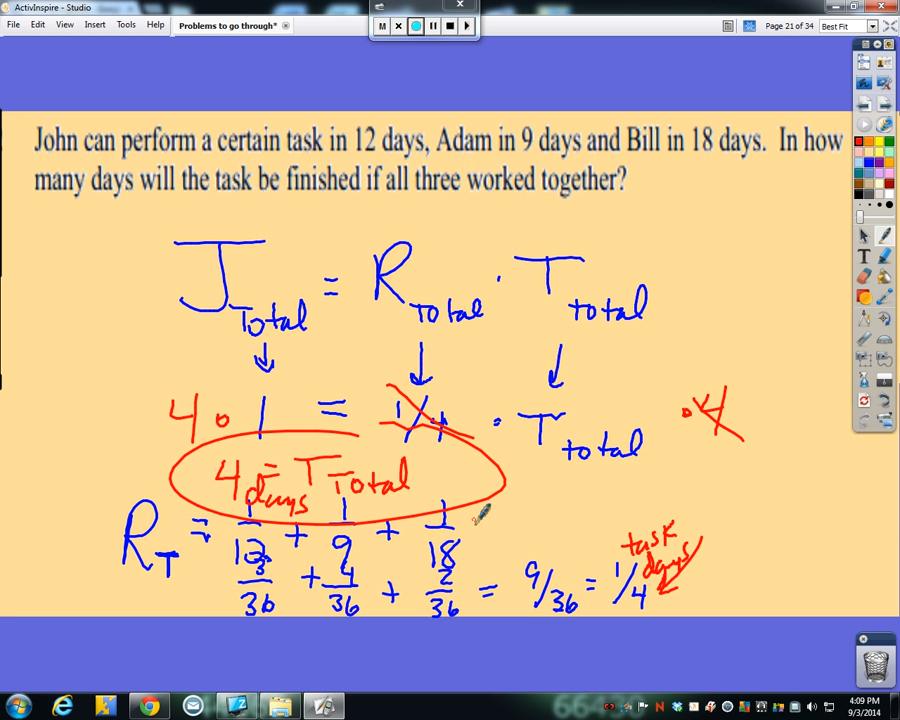 ActivInspire - Studio
File Edit View Insert Tools Help Problems to go through* Page 21 of 34 Best Fit
John can perform a certain task in 12 days, Adam in 9 days and Bill in 18 days. In how
many days will the task be finished if all three worked together?
J Total = R Total · T total
4 · 1 = 1/4 · T total · 4
4 days = T Total
R T = 1/12 + 1/9 + 1/18
3/36 + 4/36 + 2/36 = 9/36 = 1/4 task days
4:09 PM
9/3/2014